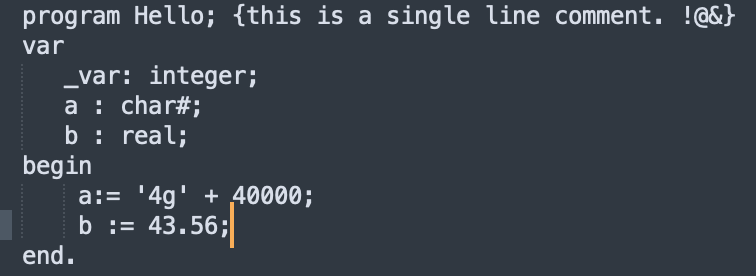 program Hello; {this is a single line comment. !@&}
var
_var: integer;
a : char#;
b : real;
begin
a:= '4g' + 40000;
b := 43.56;
end.